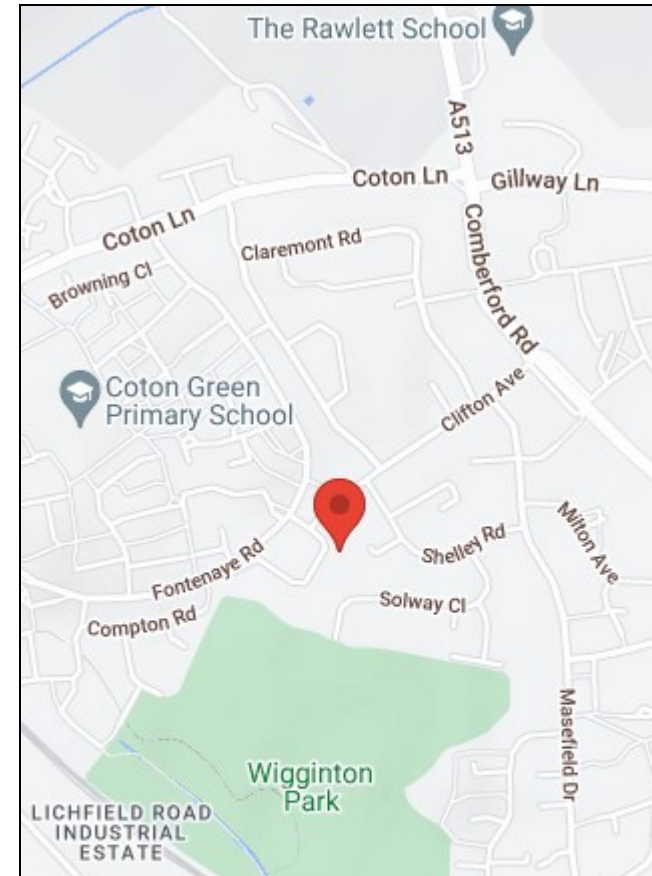 The Rawlett School
A513
Coton Ln
Gillway Ln
Coton Ln
Claremont Rd
Comberford Rd
Browning Cl
Coton Green
Primary School
Clifton Ave
Milton Ave
Shelley Rd
Fontenaye Rd
Solway Cl
Compton Rd
Masefield Dr
Wigginton
Park
LICHFIELD ROAD
INDUSTRIAL
ESTATE